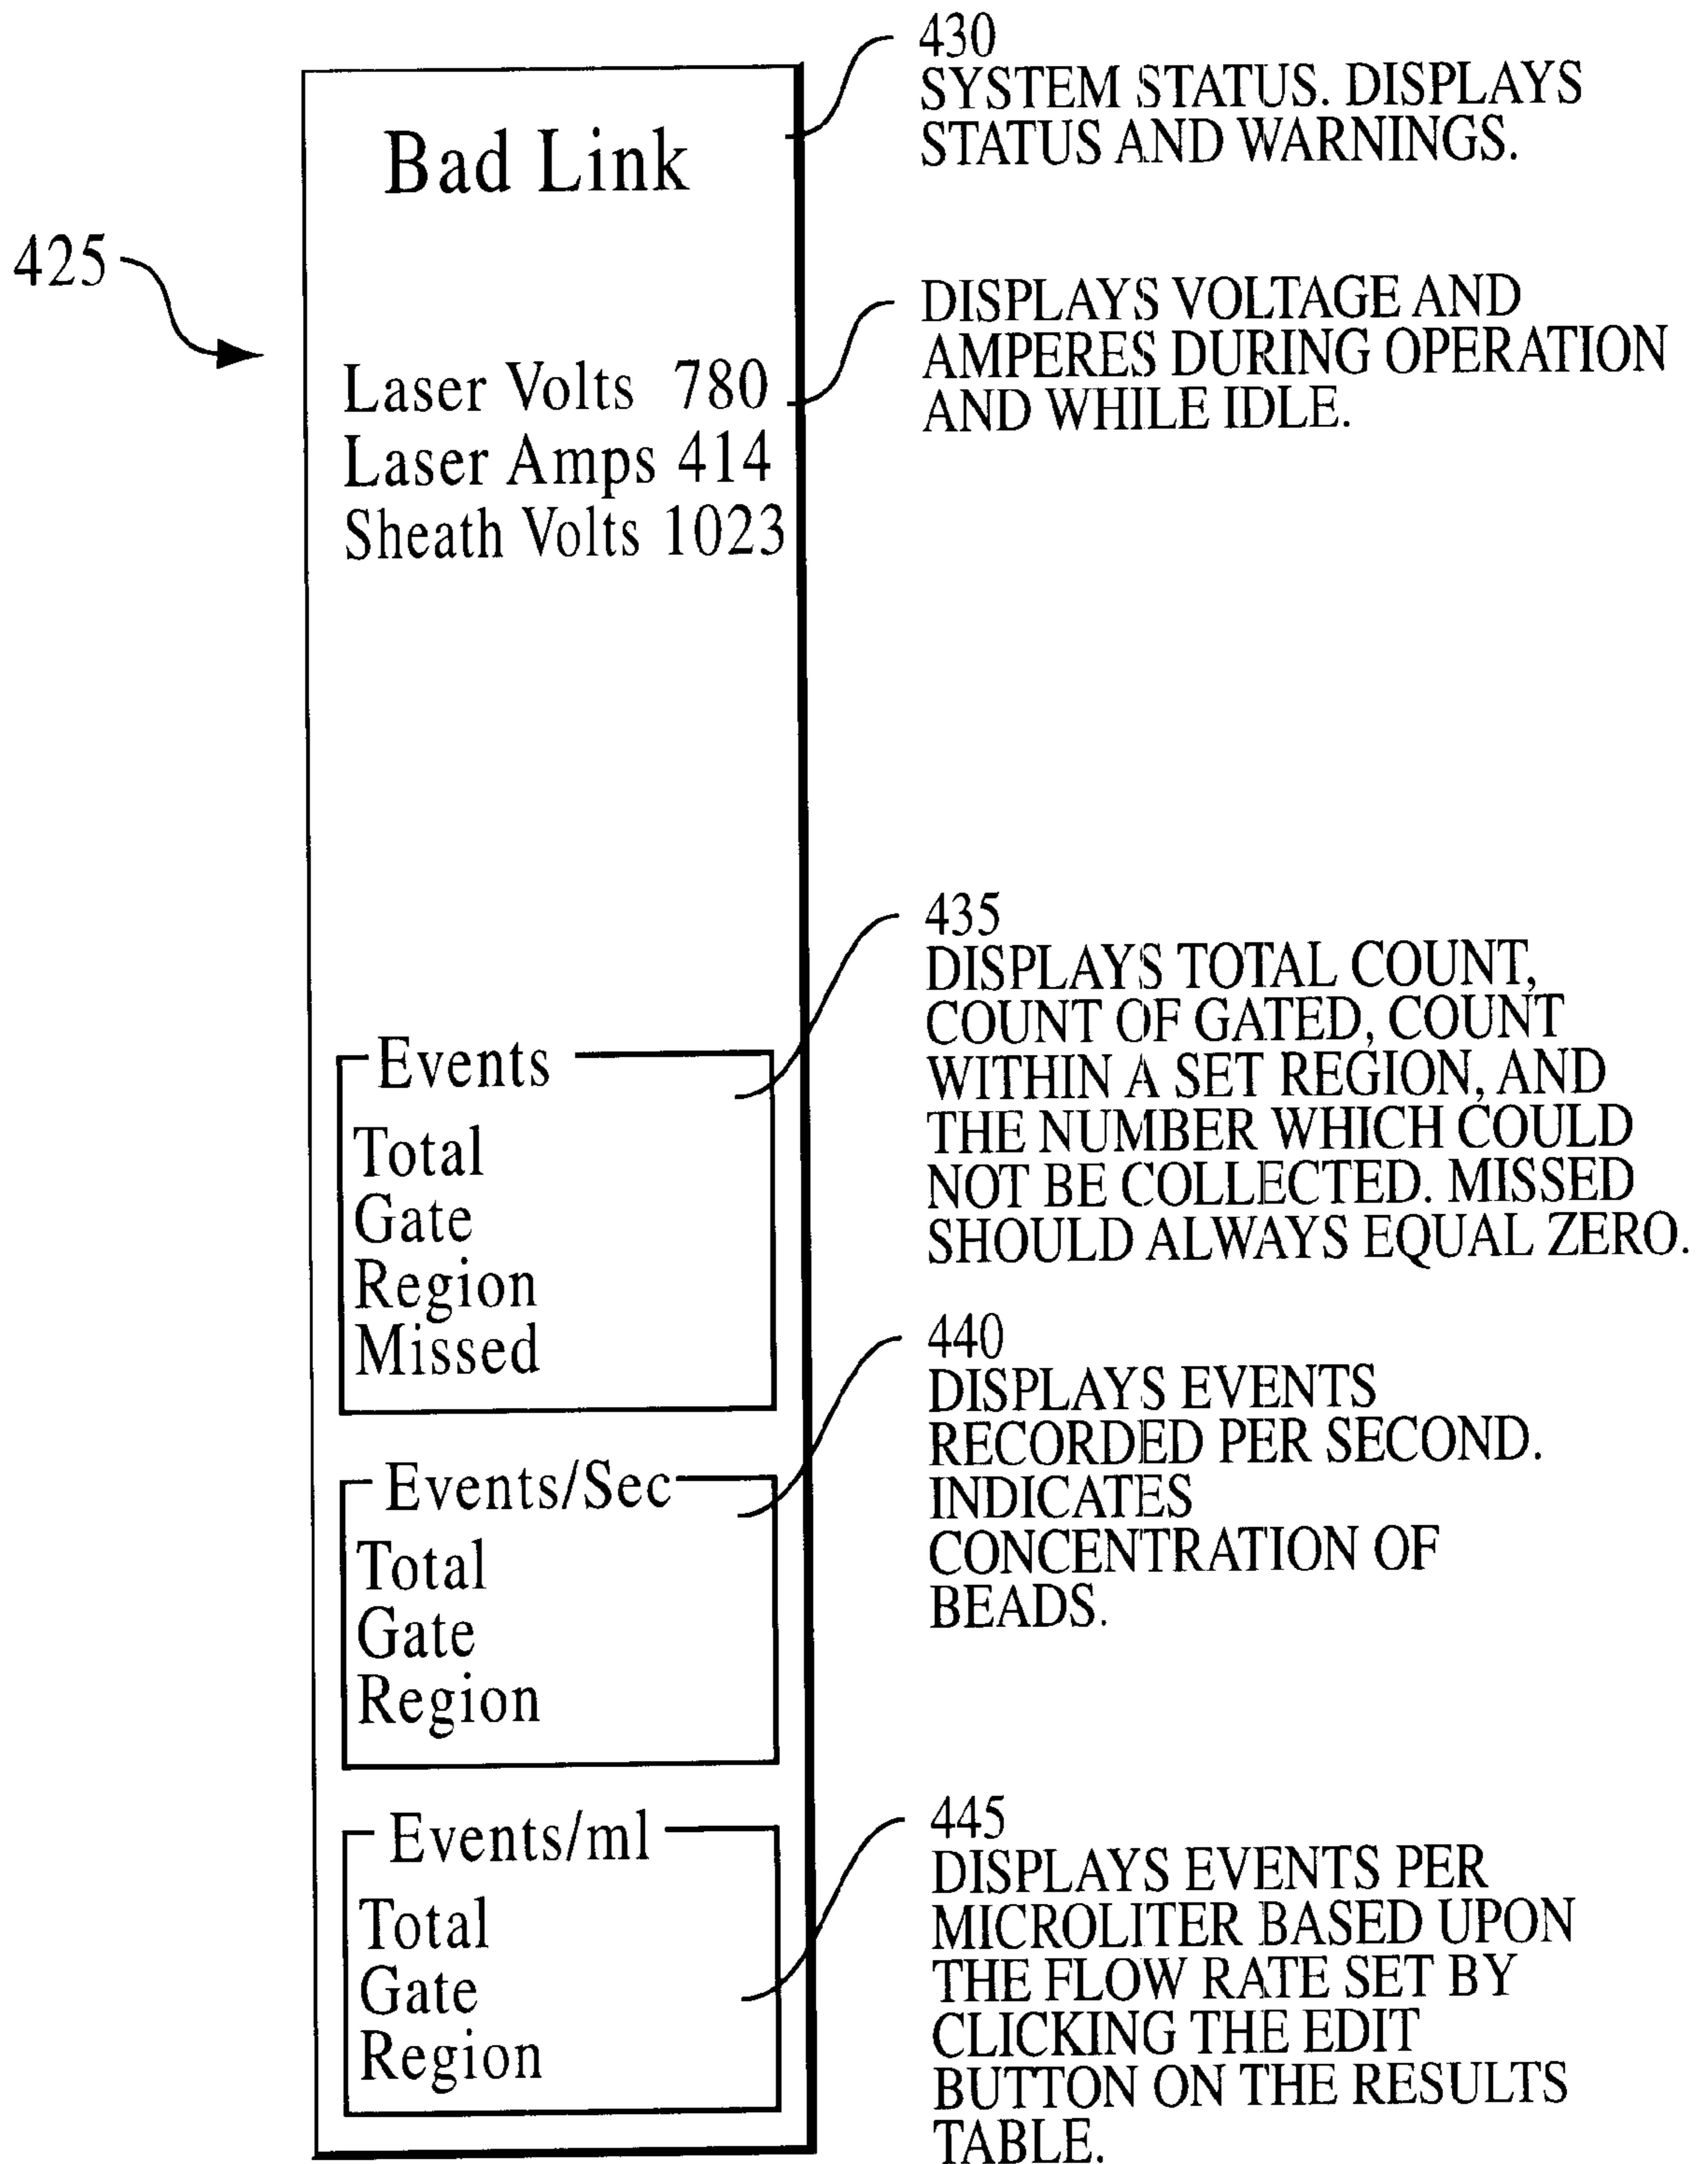 430
SYSTEM STATUS. DISPLAYS
STATUS AND WARNINGS.
Bad Link
425
DISPLAYS VOLTAGE AND
AMPERES DURING OPERATION
AND WHILE IDLE.
Laser Volts 780
Laser Amps 414
Sheath Volts 1023
435
DISPLAYS TOTAL COUNT,
COUNT OF GATED, COUNT
WITHIN A SET REGION, AND
THE NUMBER WHICH COULD
NOT BE COLLECTED. MISSED
SHOULD ALWAYS EQUAL ZERO.
Events
Total
Gate
Region
Missed
440
DISPLAYS EVENTS
RECORDED PER SECOND.
INDICATES
CONCENTRATION OF
BEADS.
Events/Sec
Total
Gate
Region
445
DISPLAYS EVENTS PER
MICROLITER BASED UPON
THE FLOW RATE SET BY
CLICKING THE EDIT
BUTTON ON THE RESULTS
TABLE.
Events/ml
Total
Gate
Region